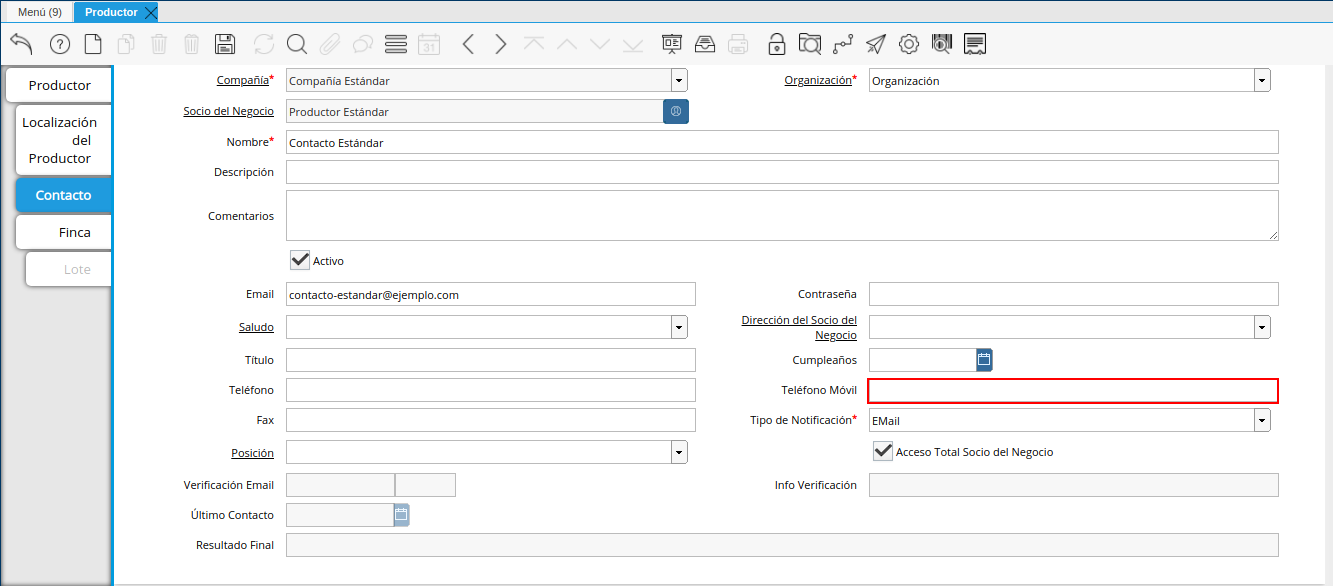 Menú (9) Productor
31
Productor
Localización del Productor
Contacto
Finca
Lote
Compañía* Compañía Estándar Organización* Organización
Socio del Negocio Productor Estándar
Nombre* Contacto Estándar
Descripción
Comentarios
Activo
Email contacto-estandar@ejemplo.com Contraseña
Saludo Dirección del Socio del Negocio
Título Cumpleaños
Teléfono Teléfono Móvil
Fax Tipo de Notificación* EMail
Posición Acceso Total Socio del Negocio
Verificación Email Info Verificación
Último Contacto
Resultado Final